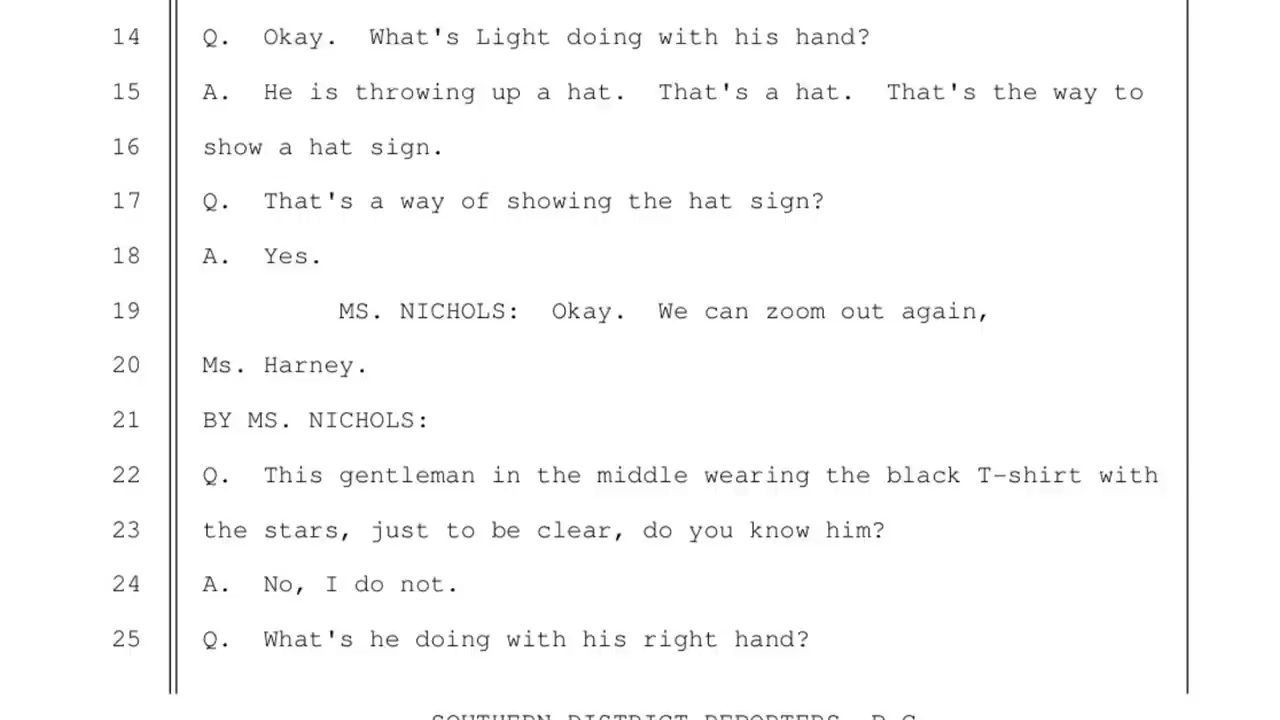 14 Q. Okay. What's Light doing with his hand?
15 A. He is throwing up a hat. That's a hat. That's the way to
16 show a hat sign.
17 Q. That's a way of showing the hat sign?
18 A. Yes.
19 MS. NICHOLS: Okay. We can zoom out again,
20 Ms. Harney.
21 BY MS. NICHOLS:
22 Q. This gentleman in the middle wearing the black T-shirt with
23 the stars, just to be clear, do you know him?
24 A. No, I do not.
25 Q. What's he doing with his right hand?
SOUTHERN DISTRICT REPORTERS, P.C.